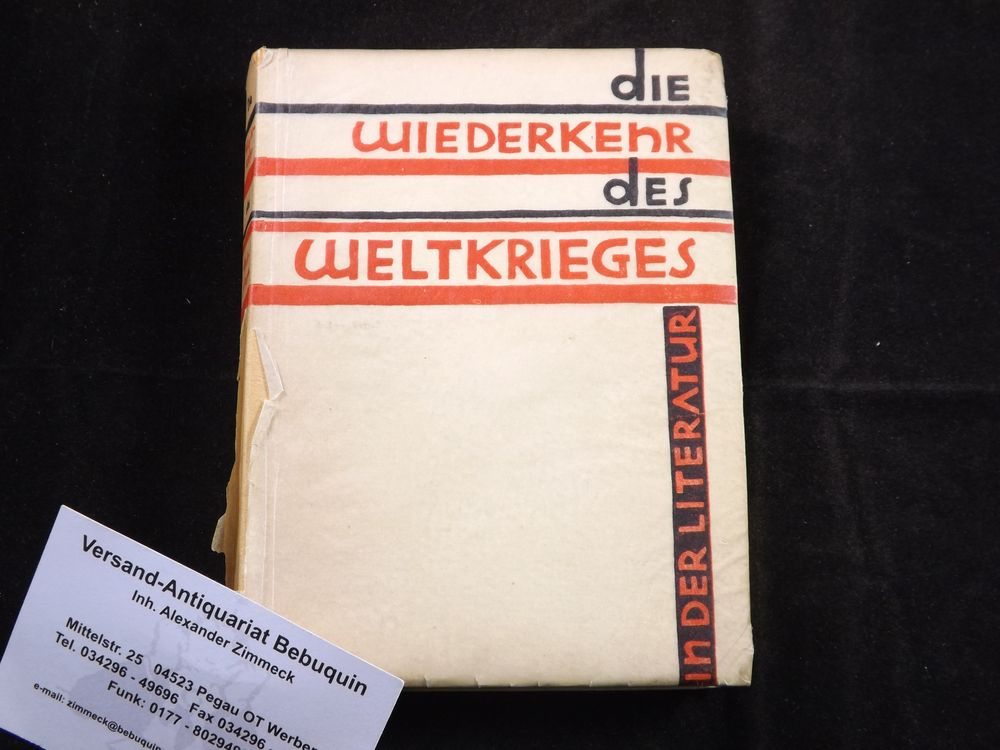 die
WIEDERKEhR
dES
WELTKRIEGES
In DER LITERATUR
Versand-Antiquariat Bebuquin
Inh. Alexander Zimmeck
Mittelstr. 25 04523 Pegau OT Werben
Tel. 034296 - 49696 Fax 034296
Funk: 0177 - 802949
e-mail: zimmeck@bebuquin